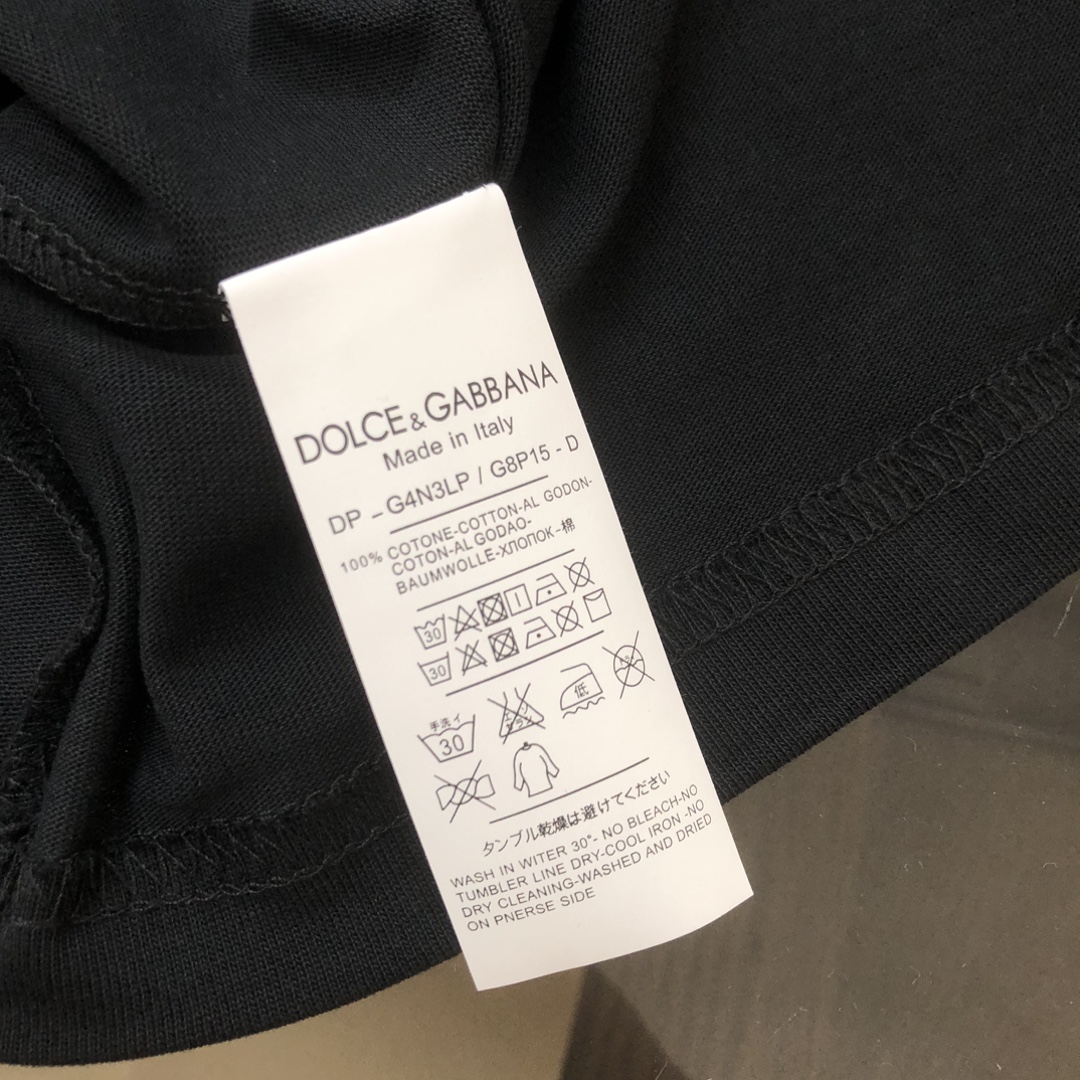 DOLCE&GABBANA
Made in Italy
DP - G4N3LP / G8P15 - D
100% COTONE-COTTON-AL GODON-
COTON-ALGODAO-
BAUMWOLLE-ХЛОПОК-棉
30
30
手洗イ
30
低
タンブル乾燥は避けてください
WASH IN WITER 30°- NO BLEACH-NO
TUMBLER LINE DRY-COOL IRON -NO
DRY CLEANING-WASHED AND DRIED
ON PNERSE SIDE